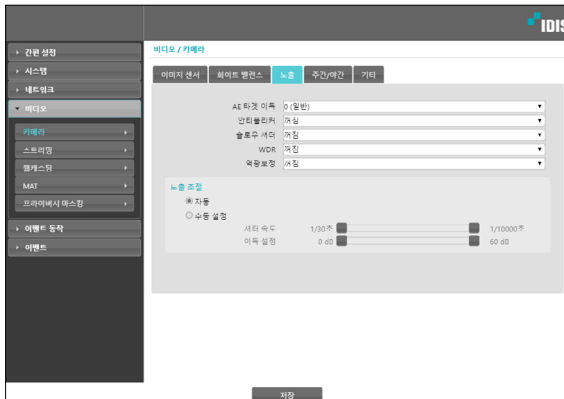 IDIS
간편 설정
시스템
네트워크
비디오
카메라
스트리밍
웹캐스팅
MAT
프라이버시 마스킹
이벤트 동작
이벤트
비디오 / 카메라
이미지 센서 화이트 밸런스 노출 주간/야간 기타
AE 타겟 이득 0 (일반)
안티플리커 꺼짐
슬로우 셔터 꺼짐
WDR 꺼짐
역광보정 꺼짐
노출 조절
자동
수동 설정
셔터 속도 1/30초 1/10000초
이득 설정 0 dB 60 dB
저장